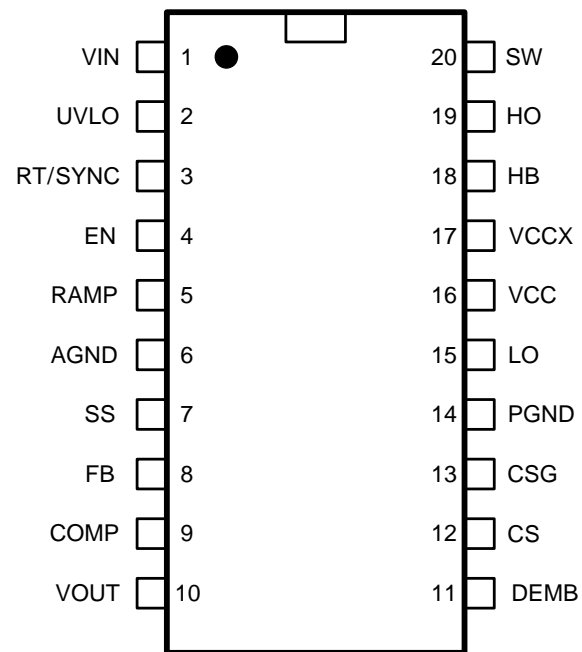 VIN 1 20 SW
UVLO 2 19 HO
RT/SYNC 3 18 HB
EN 4 17 VCCX
RAMP 5 16 VCC
AGND 6 15 LO
SS 7 14 PGND
FB 8 13 CSG
COMP 9 12 CS
VOUT 10 11 DEMB